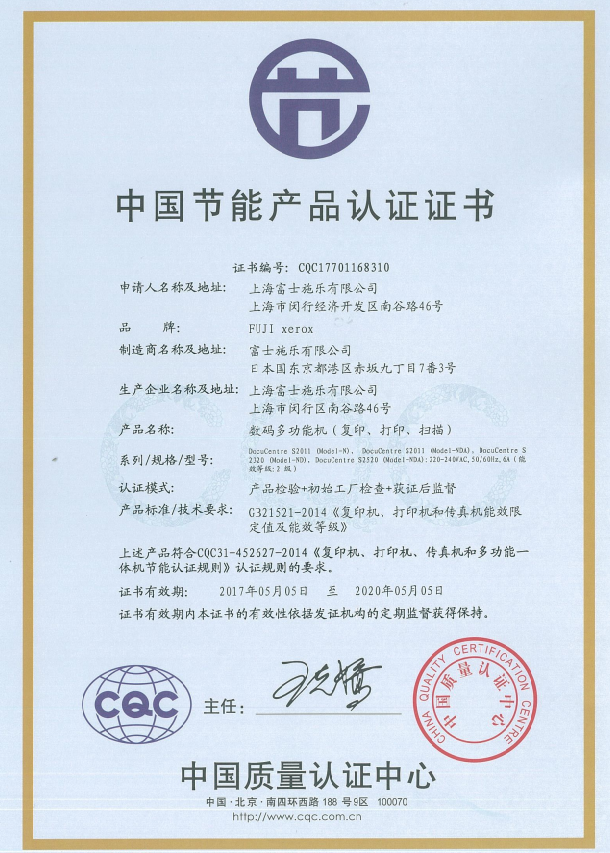 中国节能产品认证证书
证书编号: CQC17701168310
申请人名称及地址: 上海富士施乐有限公司
上海市闵行经济开发区南谷路46号
品 牌: FUJI xerox
制造商名称及地址: 富士施乐有限公司
日本国东京都港区赤坂九丁目7番3号
生产企业名称及地址: 上海富士施乐有限公司
上海市闵行区南谷路46号
产品名称: 数码多功能机(复印、打印、扫描)
系列/规格/型号: DocuCentre S2011 (Model-N), DocuCentre S2011 (Model-NDA), DocuCentre S
2320 (Model-ND), DocuCentre S2520 (Model-NDA):220-240VAC,50/60Hz,6A (能
效等级:2级)
认证模式: 产品检验+初始工厂检查+获证后监督
产品标准/技术要求: GB21521-2014《复印机、打印机和传真机能效限
定值及能效等级》
上述产品符合CQC31-452527-2014《复印机、打印机、传真机和多功能一
体机节能认证规则》认证规则的要求。
证书有效期: 2017年05月05日 至 2020年05月05日
证书有效期内本证书的有效性依据发证机构的定期监督获得保持。
CQC
主任:
CHINA QUALITY CERTIFICATION CENTRE
中国质量认证中心
中国质量认证中心
中国·北京·南四环西路 188 号9区 100070
http://www.cqc.com.cn